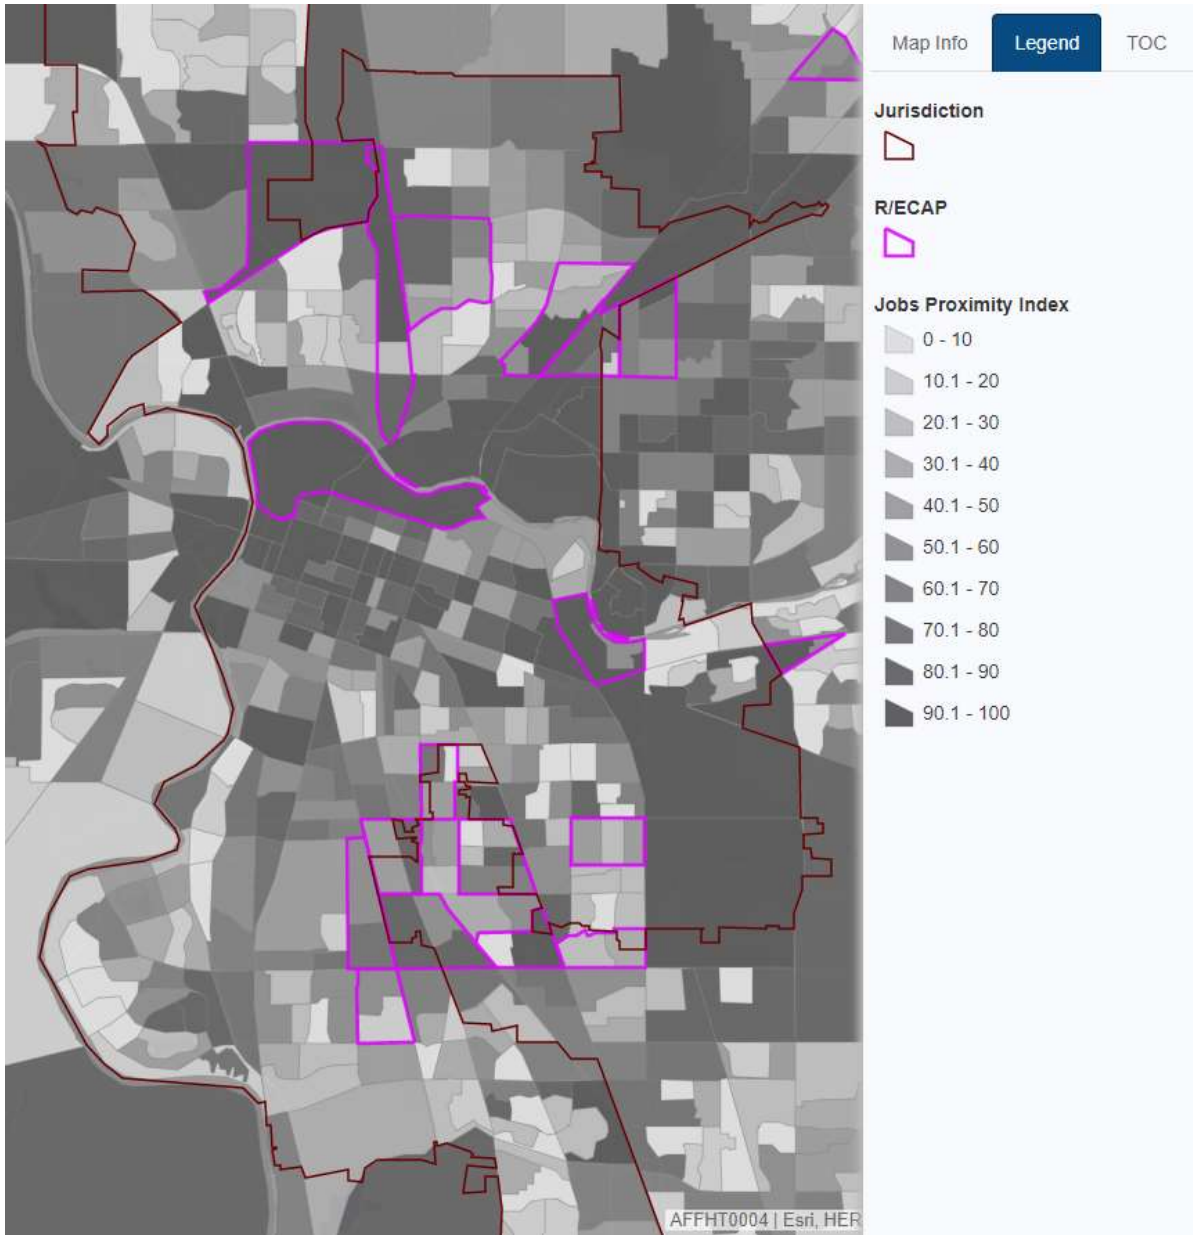 Map Info Legend TOC
Jurisdiction
R/ECAP
Jobs Proximity Index
0 - 10
10.1 - 20
20.1 - 30
30.1 - 40
40.1 - 50
50.1 - 60
60.1 - 70
70.1 - 80
80.1 - 90
90.1 - 100
AFFHT0004 | Esri, HER